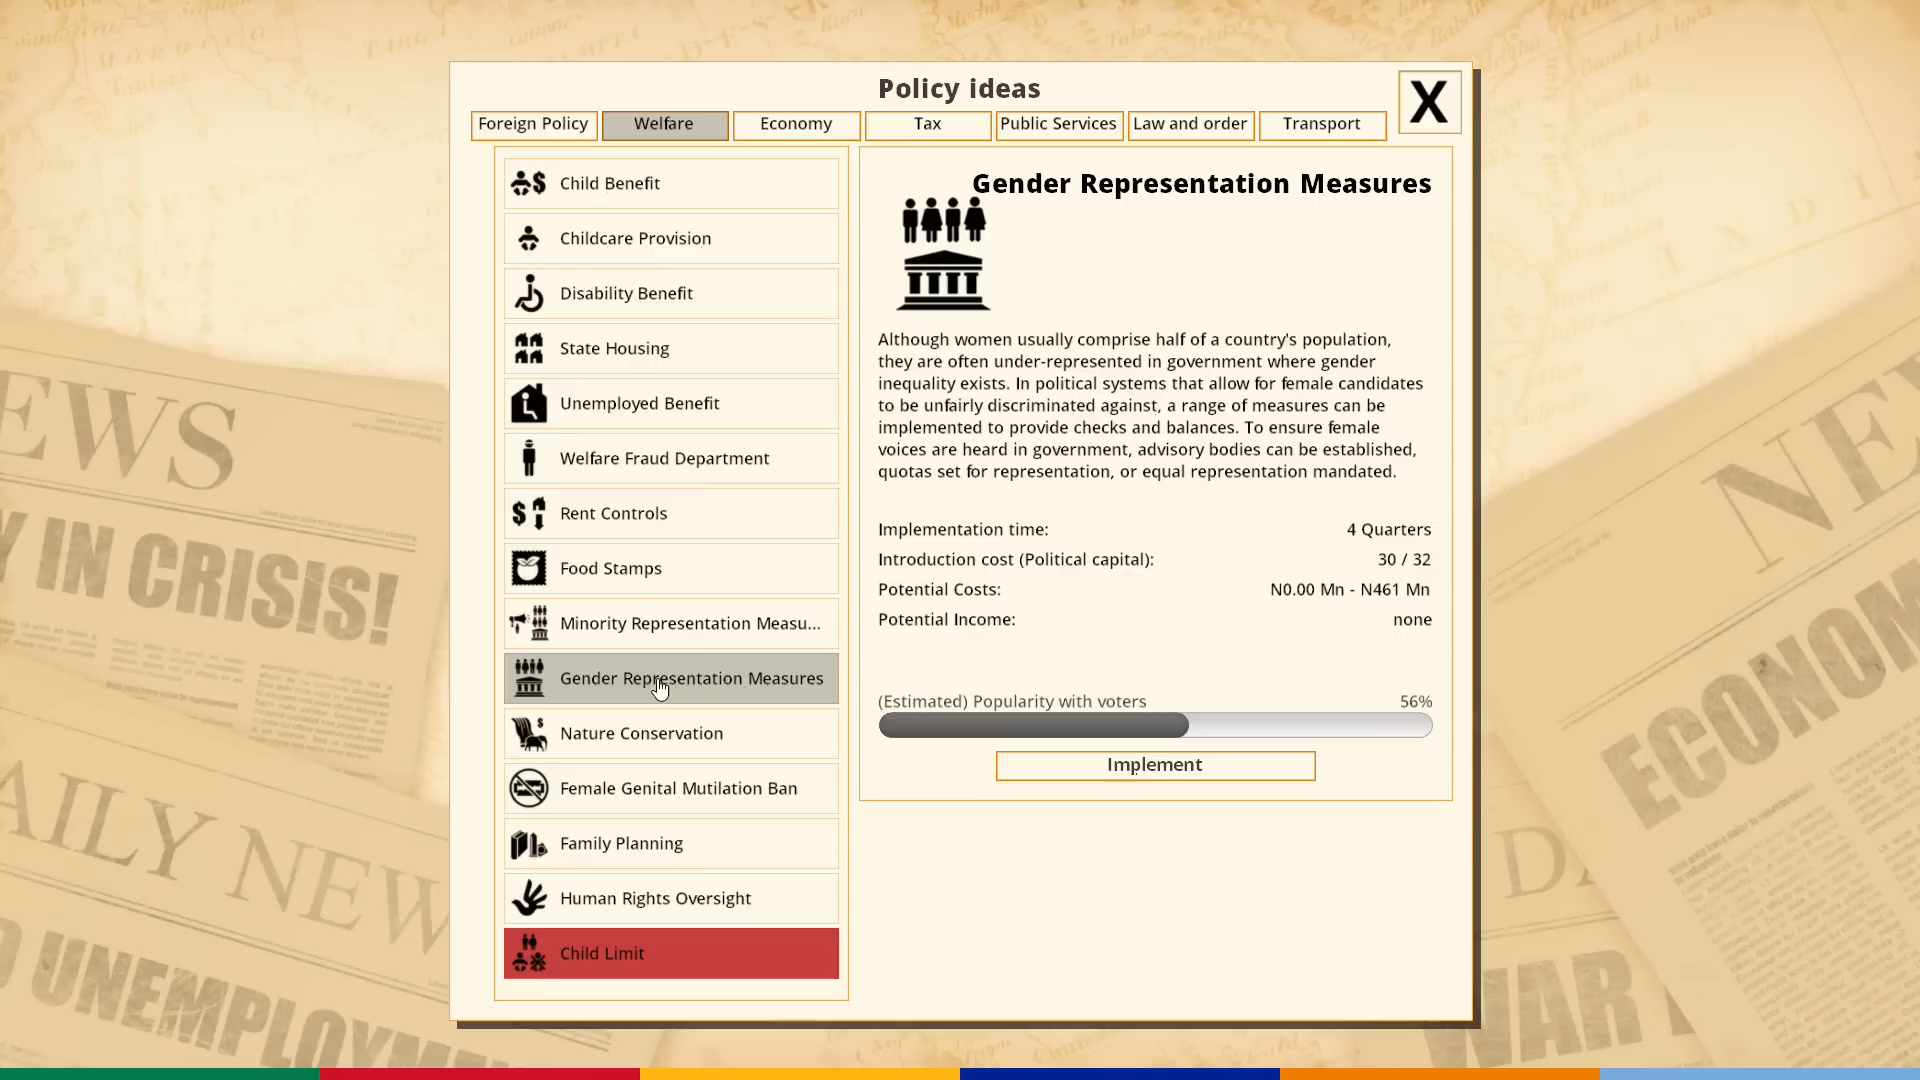 Policy ideas
X
Foreign Policy
Welfare
Economy
Tax
Public Services
Law and order
Transport
Child Benefit
Childcare Provision
Disability Benefit
State Housing
Unemployed Benefit
Welfare Fraud Department
Rent Controls
Food Stamps
Minority Representation Measu...
Gender Representation Measures
Nature Conservation
Female Genital Mutilation Ban
Family Planning
Human Rights Oversight
Child Limit
Gender Representation Measures
Although women usually comprise half of a country's population,
they are often under-represented in government where gender
inequality exists. In political systems that allow for female candidates
to be unfairly discriminated against, a range of measures can be
implemented to provide checks and balances. To ensure female
voices are heard in government, advisory bodies can be established,
quotas set for representation, or equal representation mandated.
Implementation time: 4 Quarters
Introduction cost (Political capital): 30 / 32
Potential Costs: N0.00 Mn - N461 Mn
Potential Income: none
(Estimated) Popularity with voters 56%
Implement
EWS
Y IN CRISIS!
AILY NEW
UNEMPLOYM
NE
ECONOM
WAR